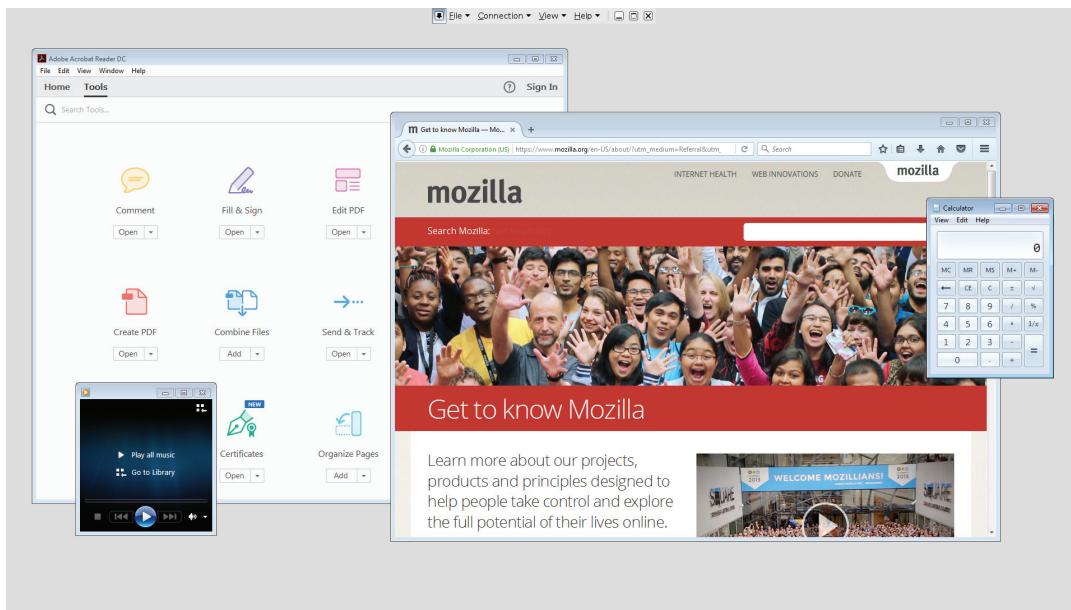 File Connection View Help
Adobe Acrobat Reader DC
File Edit View Window Help
Home Tools
? Sign In
Search Tools...
Comment
Open
Fill & Sign
Open
Edit PDF
Open
Create PDF
Open
Combine Files
Add
Send & Track
Open
NEW
Certificates
Open
Organize Pages
Add
Play all music
Go to Library
m Get to know Mozilla — Mo... × +
Mozilla Corporation (US) https://www.mozilla.org/en-US/about/?utm_medium=Referral&utm_
Search
mozilla
INTERNET HEALTH WEB INNOVATIONS DONATE
mozilla
Search Mozilla:
Get to know Mozilla
Learn more about our projects,
products and principles designed to
help people take control and explore
the full potential of their lives online.
2013 WELCOME MOZILLIANS! 2013
Calculator
View Edit Help
0
MC MR MS M+ M-
← CE C ± √
7 8 9 / %
4 5 6 * 1/x
1 2 3 - =
0 . +